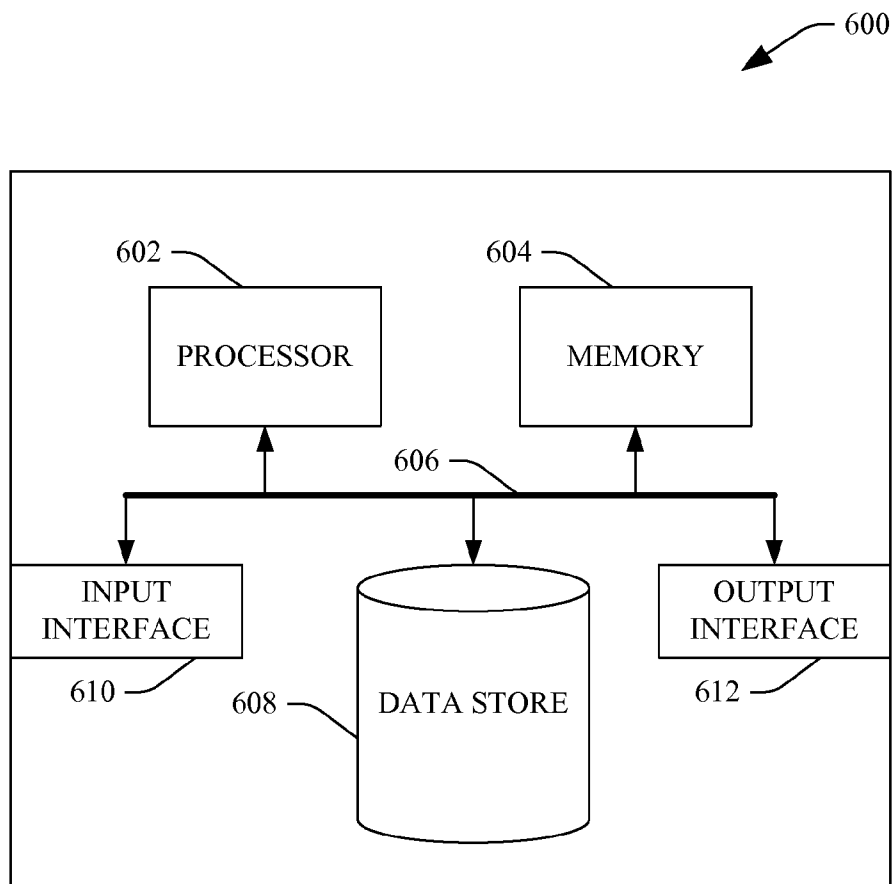 600
602
604
PROCESSOR
MEMORY
606
INPUT
INTERFACE
OUTPUT
INTERFACE
610
608
DATA STORE
612